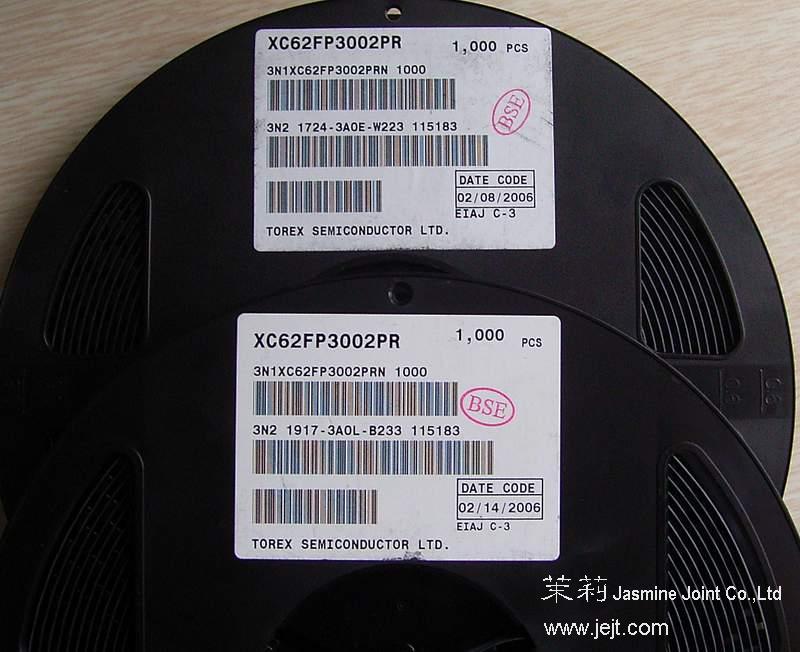 XC62FP3002PR 1,000 PCS
3N1XC62FP3002PRN 1000
BSE
3N2 1724-3A0E-W223 115183
DATE CODE
02/08/2006
EIAJ C-3
TOREX SEMICONDUCTOR LTD.
XC62FP3002PR 1,000 PCS
3N1XC62FP3002PRN 1000
BSE
3N2 1917-3A0L-B233 115183
DATE CODE
02/14/2006
EIAJ C-3
TOREX SEMICONDUCTOR LTD.
茉莉 Jasmine Joint Co.,Ltd
www.jejt.com